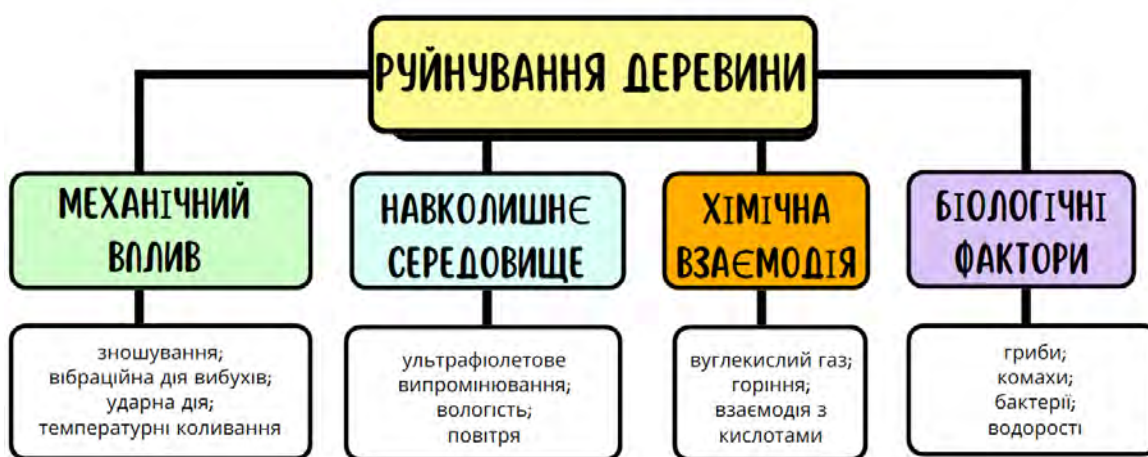 РУЙНУВАННЯ ДЕРЕВИНИ
МЕХАНІЧНИЙ
ВПЛИВ
зношування;
вібраційна дія вибухів;
ударна дія;
температурні коливання
НАВКОЛИШНЄ
СЕРЕДОВИЩЕ
ультрафіолетове
випромінювання;
вологість;
повітря
ХІМІЧНА
ВЗАЄМОДІЯ
вуглекислий газ;
горіння;
взаємодія з
кислотами
БІОЛОГІЧНІ
ФАКТОРИ
гриби;
комахи;
бактерії;
водорості